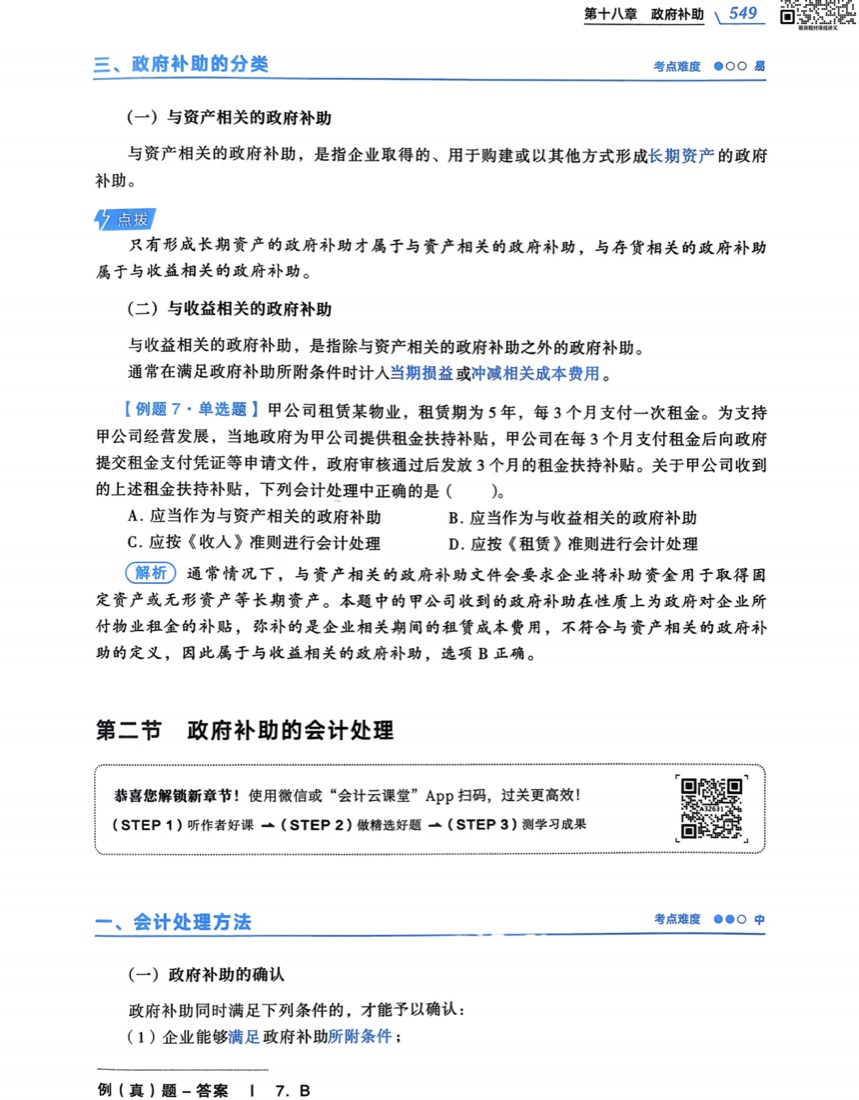 第十八章 政府补助 549
三、政府补助的分类 考点难度 ●○○ 易
（一）与资产相关的政府补助
与资产相关的政府补助，是指企业取得的、用于购建或以其他方式形成长期资产的政府
补助。
点拨
只有形成长期资产的政府补助才属于与资产相关的政府补助，与存货相关的政府补助
属于与收益相关的政府补助。
（二）与收益相关的政府补助
与收益相关的政府补助，是指除与资产相关的政府补助之外的政府补助。
通常在满足政府补助所附条件时计入当期损益或冲减相关成本费用。
【例题7·单选题】甲公司租赁某物业，租赁期为5年，每3个月支付一次租金。为支持
甲公司经营发展，当地政府为甲公司提供租金扶持补贴，甲公司在每3个月支付租金后向政府
提交租金支付凭证等申请文件，政府审核通过后发放3个月的租金扶持补贴。关于甲公司收到
的上述租金扶持补贴，下列会计处理中正确的是（ ）。
A. 应当作为与资产相关的政府补助 B. 应当作为与收益相关的政府补助
C. 应按《收入》准则进行会计处理 D. 应按《租赁》准则进行会计处理
解析 通常情况下，与资产相关的政府补助文件会要求企业将补助资金用于取得固
定资产或无形资产等长期资产。本题中的甲公司收到的政府补助在性质上为政府对企业所
付物业租金的补贴，弥补的是企业相关期间的租赁成本费用，不符合与资产相关的政府补
助的定义，因此属于与收益相关的政府补助，选项B正确。
第二节 政府补助的会计处理
恭喜您解锁新章节！使用微信或“会计云课堂”App扫码，过关更高效！
（STEP 1）听作者好课 ⇀（STEP 2）做精选好题 ⇀（STEP 3）测学习成果
A32631
一、会计处理方法 考点难度 ●●○ 中
（一）政府补助的确认
政府补助同时满足下列条件的，才能予以确认：
（1）企业能够满足政府补助所附条件；
例（真）题－答案 | 7. B